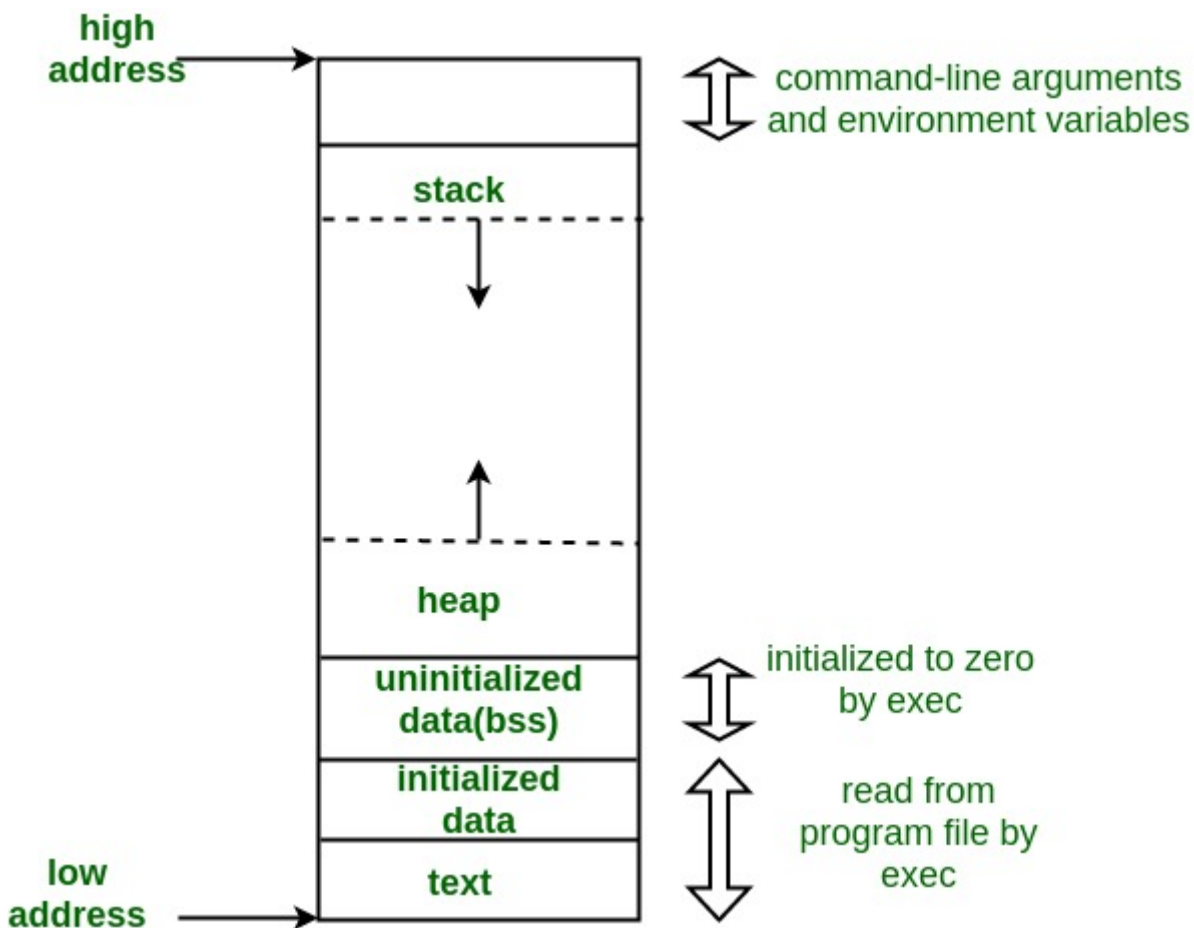 high
address
command-line arguments
and environment variables
stack
heap
uninitialized
data(bss)
initialized to zero
by exec
initialized
data
read from
program file by
exec
text
low
address